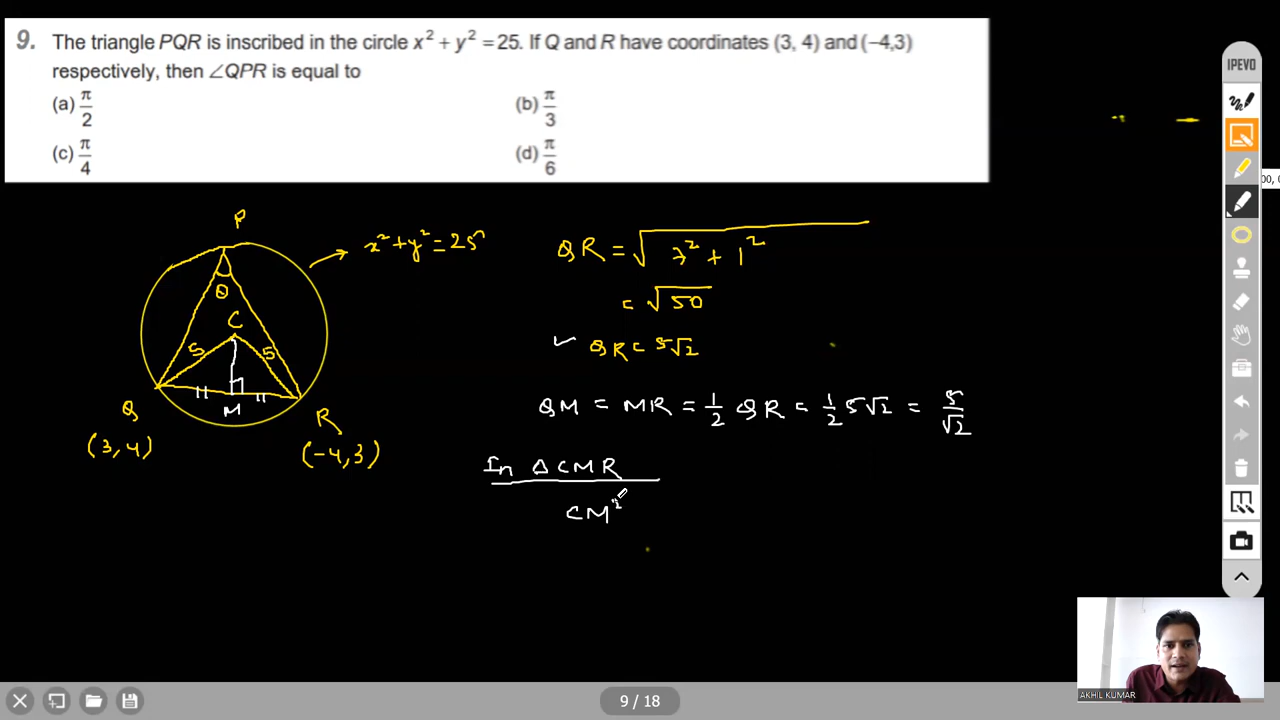 9. The triangle PQR is inscribed in the circle x² + y² = 25. If Q and R have coordinates (3, 4) and (–4,3)
respectively, then ∠QPR is equal to
(a) π/2 (b) π/3
(c) π/4 (d) π/6
IPEVO
00, 0
P
x²+y²=25
θ
C
5 5
M
Q R
(3,4) (-4,3)
QR = √7² + 1²
= √50
✓ QR = 5√2
QM = MR = 1/2 QR = 1/2 5√2 = 5/√2
In Δ CMR
CM²
AKHIL KUMAR
9 / 18